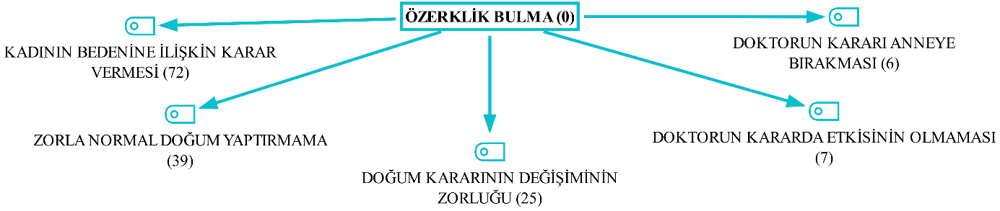 ÖZERKLİK BULMA (0)
KADININ BEDENİNE İLİŞKİN KARAR
VERMESİ (72)
DOKTORUN KARARI ANNEYE
BIRAKMASI (6)
ZORLA NORMAL DOĞUM YAPTIRMAMA
(39)
DOKTORUN KARARDA ETKİSİNİN OLMAMASI
(7)
DOĞUM KARARININ DEĞİŞİMİNİN
ZORLUĞU (25)